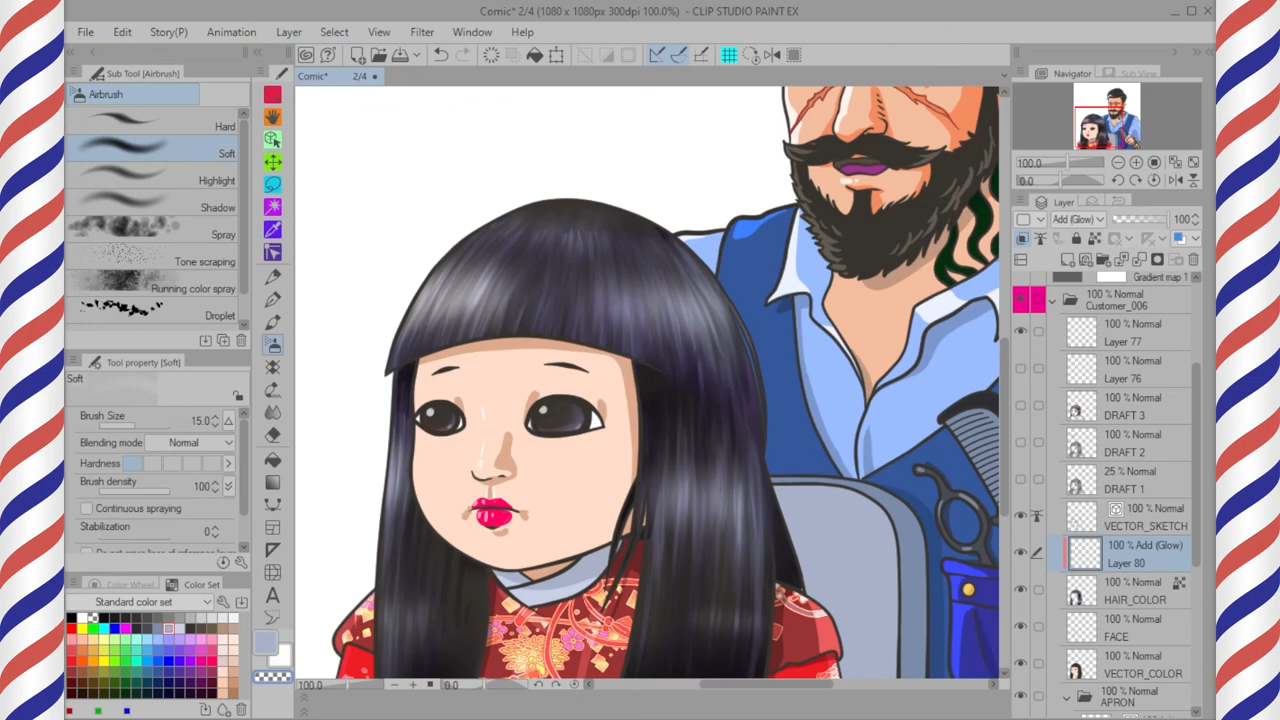 Comic* 2/4 (1080 x 1080px 300dpi 100.0%) - CLIP STUDIO PAINT EX
File Edit Story(P) Animation Layer Select View Filter Window Help
Sub Tool [Airbrush]
Airbrush
Hard
Soft
Highlight
Shadow
Spray
Tone scraping
Running color spray
Droplet
Tool property [Soft]
Soft
Brush Size 15.0
Blending mode Normal
Hardness
Brush density 100
Continuous spraying
Stabilization 0
Color Wheel Color Set
Standard color set
Comic* 2/4
100.0 0.0
Navigator Sub View
100.0
0.0
Layer
Add (Glow) 100
Gradient map 1
100 % Normal
Customer_006
100 % Normal
Layer 77
100 % Normal
Layer 76
100 % Normal
DRAFT 3
100 % Normal
DRAFT 2
25 % Normal
DRAFT 1
100 % Normal
VECTOR_SKETCH
100 % Add (Glow)
Layer 80
100 % Normal
HAIR_COLOR
100 % Normal
FACE
100 % Normal
VECTOR_COLOR
100 % Normal
APRON